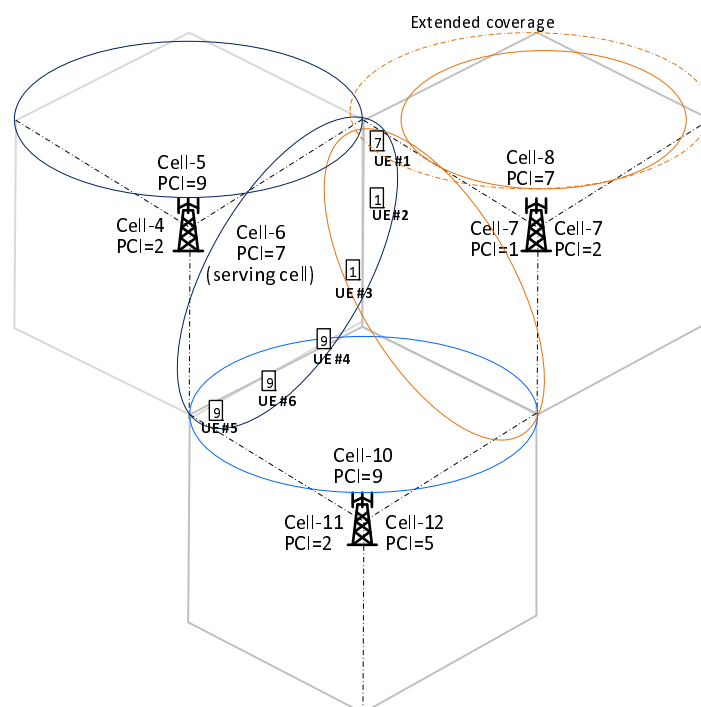 Extended coverage
7
UE #1
Cell-5
PCI=9
Cell-8
PCI=7
1
UE #2
Cell-4
PCI=2
Cell-6
PCI=7
(serving cell)
Cell-7
PCI=1
Cell-7
PCI=2
1
UE #3
9
UE #4
9
UE #6
9
UE #5
Cell-10
PCI=9
Cell-11
PCI=2
Cell-12
PCI=5